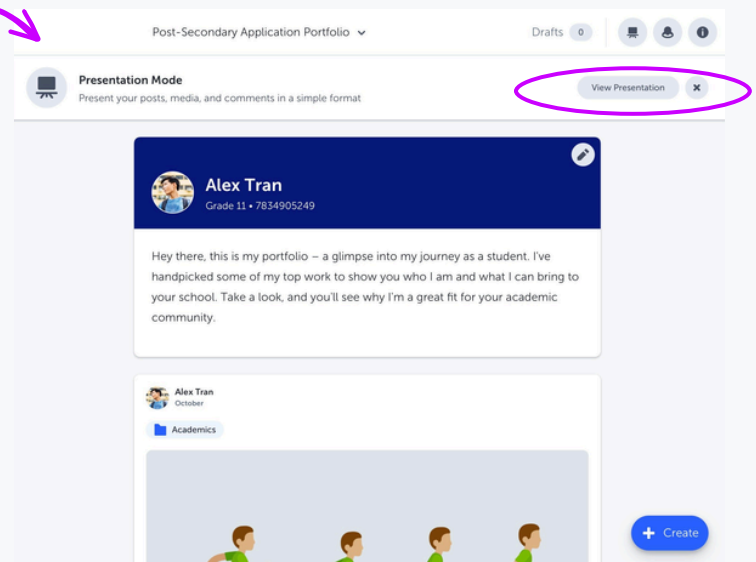 Post-Secondary Application Portfolio
Drafts 0
Presentation Mode
Present your posts, media, and comments in a simple format
View Presentation
Alex Tran
Grade 11 • 7834905249
Hey there, this is my portfolio – a glimpse into my journey as a student. I've
handpicked some of my top work to show you who I am and what I can bring to
your school. Take a look, and you'll see why I'm a great fit for your academic
community.
Alex Tran
October
Academics
Create